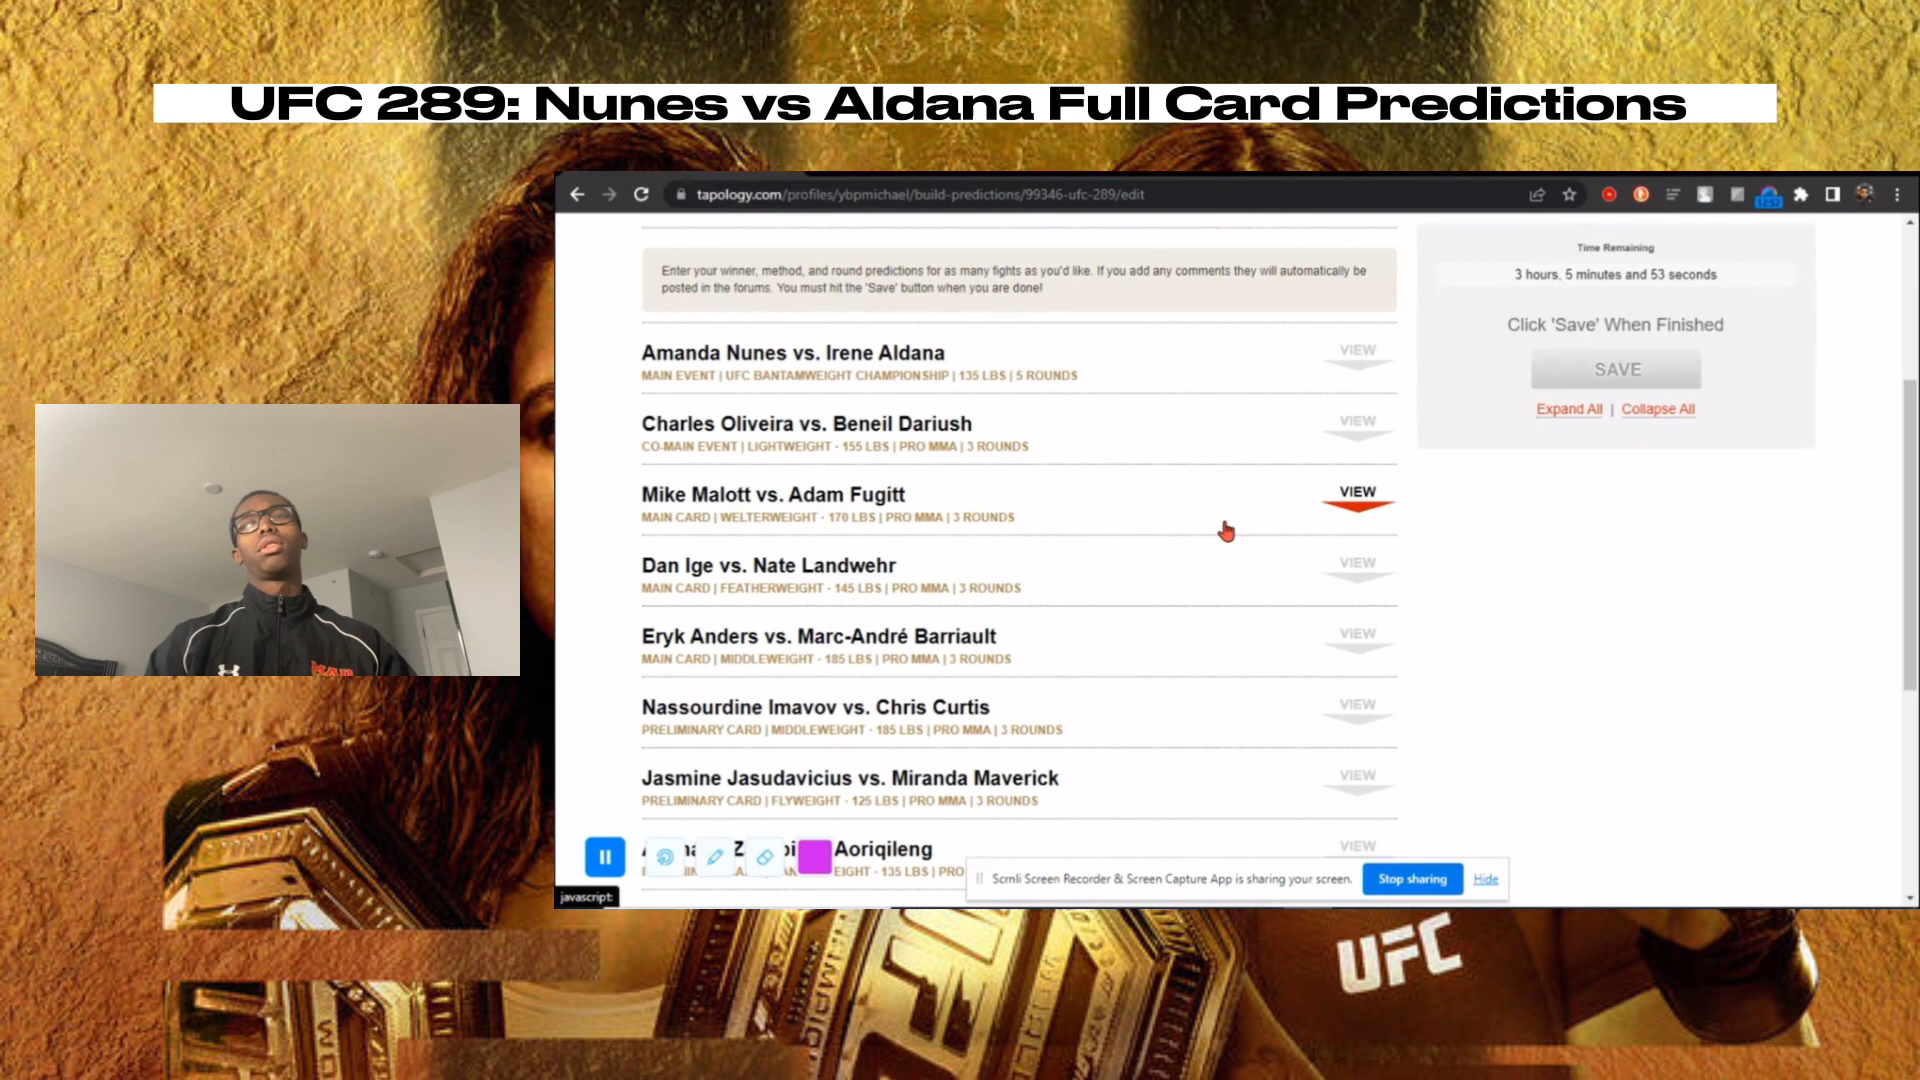 UFC 289: Nunes vs Aldana Full Card Predictions
tapology.com/profiles/ybpmichael/build-predictions/99346-ufc-289/edit
Time Remaining
3 hours, 5 minutes and 53 seconds
Click 'Save' When Finished
SAVE
Expand All | Collapse All
Enter your winner, method, and round predictions for as many fights as you'd like. If you add any comments they will automatically be
posted in the forums. You must hit the 'Save' button when you are done!
Amanda Nunes vs. Irene Aldana
VIEW
MAIN EVENT | UFC BANTAMWEIGHT CHAMPIONSHIP | 135 LBS | 5 ROUNDS
Charles Oliveira vs. Beneil Dariush
VIEW
CO-MAIN EVENT | LIGHTWEIGHT · 155 LBS | PRO MMA | 3 ROUNDS
Mike Malott vs. Adam Fugitt
VIEW
MAIN CARD | WELTERWEIGHT · 170 LBS | PRO MMA | 3 ROUNDS
Dan Ige vs. Nate Landwehr
VIEW
MAIN CARD | FEATHERWEIGHT · 145 LBS | PRO MMA | 3 ROUNDS
Eryk Anders vs. Marc-André Barriault
VIEW
MAIN CARD | MIDDLEWEIGHT · 185 LBS | PRO MMA | 3 ROUNDS
Nassourdine Imavov vs. Chris Curtis
VIEW
PRELIMINARY CARD | MIDDLEWEIGHT · 185 LBS | PRO MMA | 3 ROUNDS
Jasmine Jasudavicius vs. Miranda Maverick
VIEW
PRELIMINARY CARD | FLYWEIGHT · 125 LBS | PRO MMA | 3 ROUNDS
Aoriqileng
VIEW
EIGHT · 135 LBS | PRO
Scrnli Screen Recorder & Screen Capture App is sharing your screen.
Stop sharing
Hide
javascript:
UFC